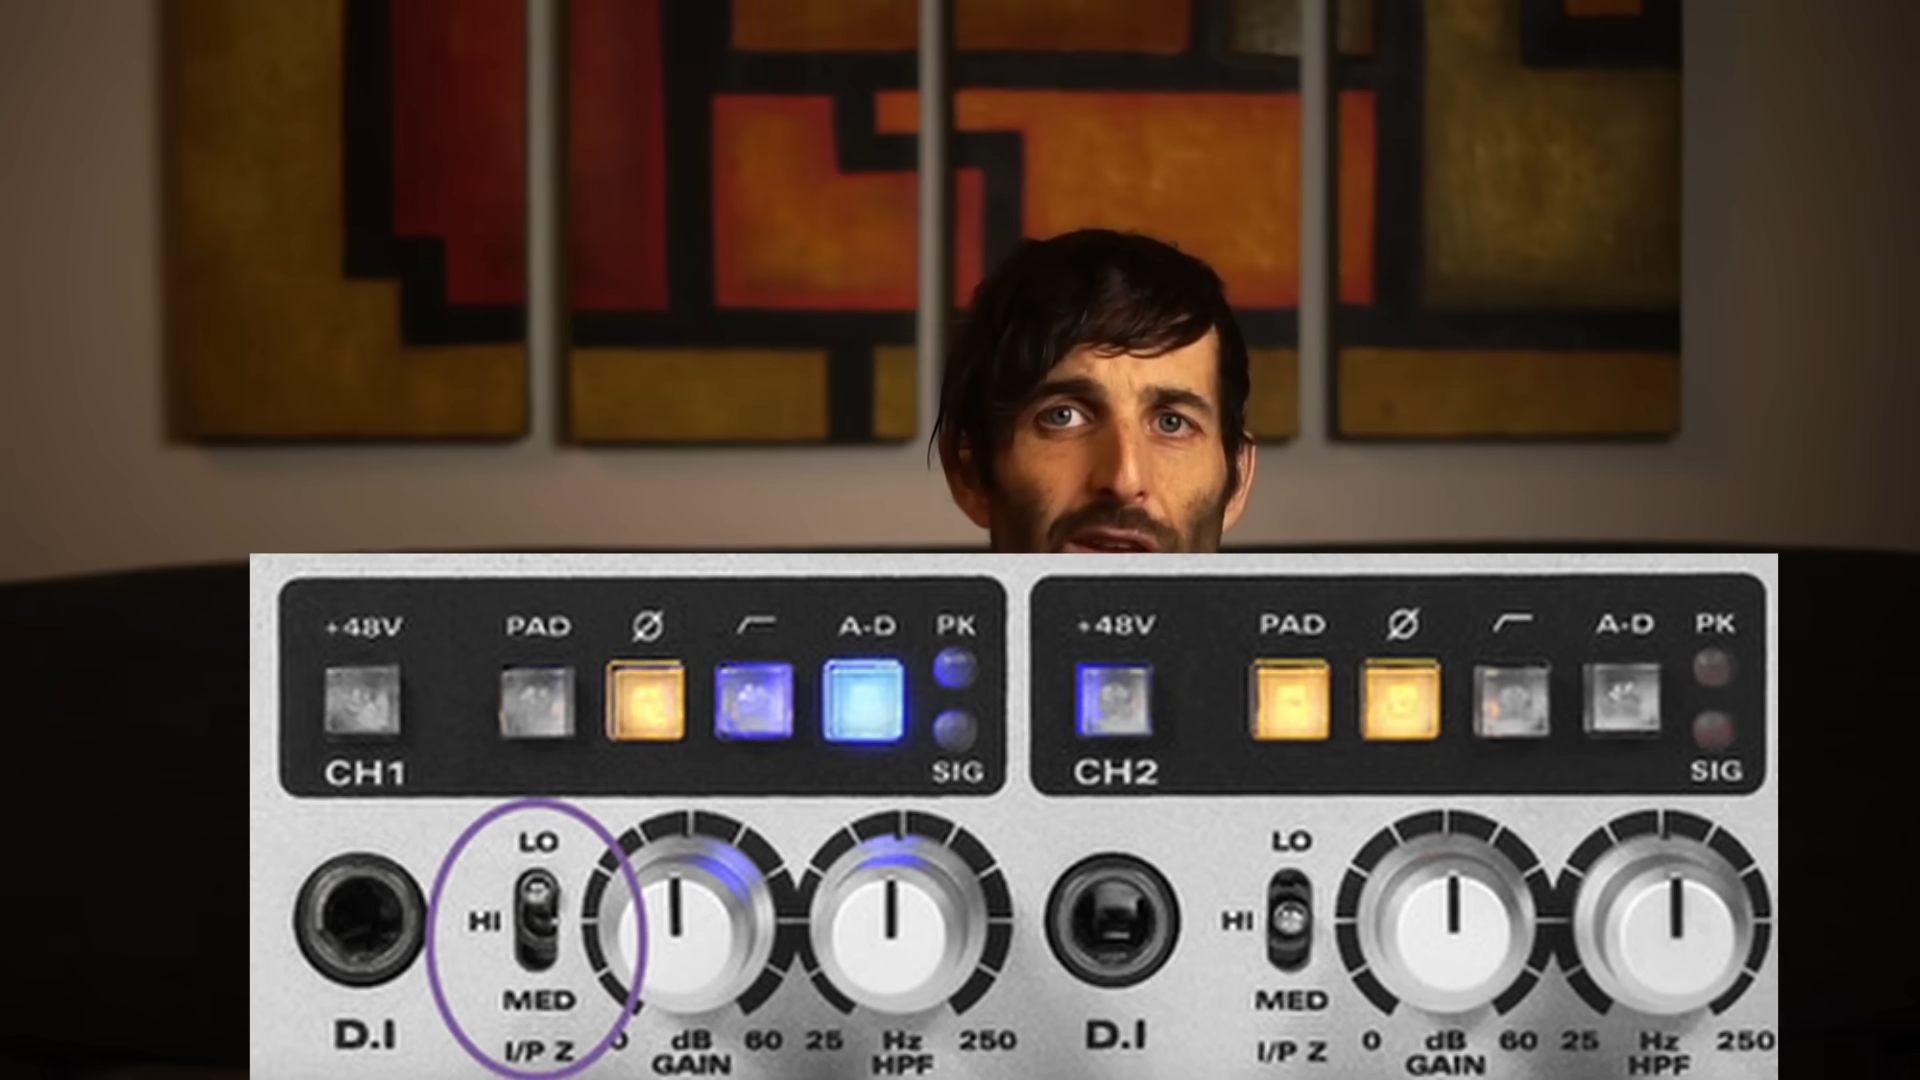 +48V PAD Ø A-D PK
CH1 SIG
LO
HI
MED
D.I I/P Z
0 dB 60 25 Hz 250
GAIN HPF
+48V PAD Ø A-D PK
CH2 SIG
LO
HI
MED
D.I I/P Z
0 dB 60 25 Hz 250
GAIN HPF